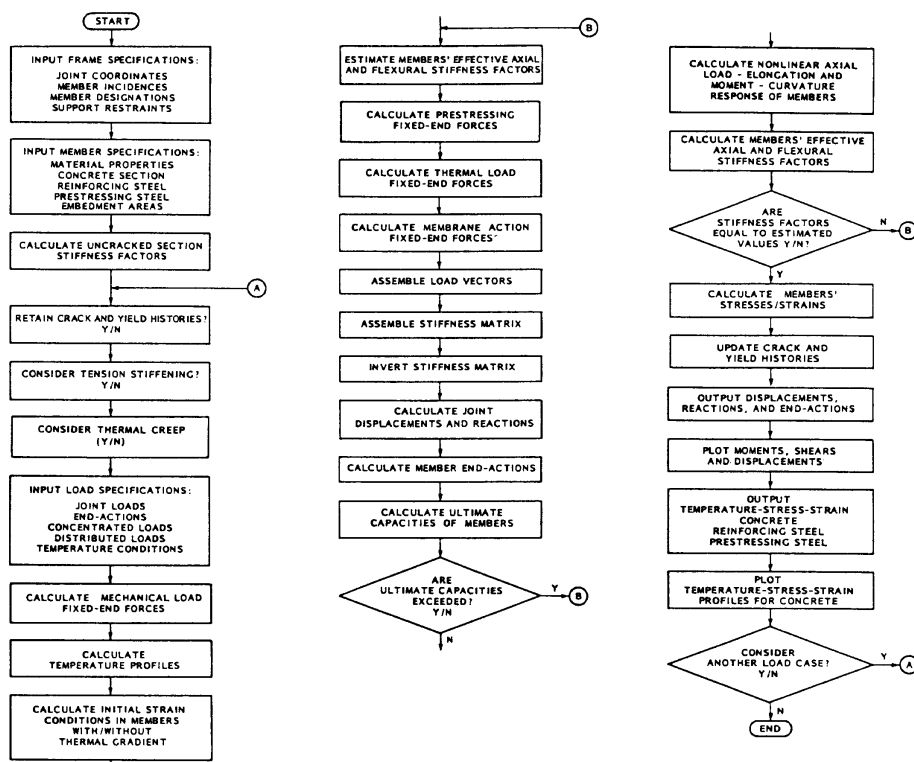 START
INPUT FRAME SPECIFICATIONS:
JOINT COORDINATES
MEMBER INCIDENCES
MEMBER DESIGNATIONS
SUPPORT RESTRAINTS
INPUT MEMBER SPECIFICATIONS:
MATERIAL PROPERTIES
CONCRETE SECTION
REINFORCING STEEL
PRESTRESSING STEEL
EMBEDMENT AREAS
CALCULATE UNCRACKED SECTION
STIFFNESS FACTORS
A
RETAIN CRACK AND YIELD HISTORIES?
Y/N
CONSIDER TENSION STIFFENING?
Y/N
CONSIDER THERMAL CREEP
(Y/N)
INPUT LOAD SPECIFICATIONS:
JOINT LOADS
END-ACTIONS
CONCENTRATED LOADS
DISTRIBUTED LOADS
TEMPERATURE CONDITIONS
CALCULATE MECHANICAL LOAD
FIXED-END FORCES
CALCULATE
TEMPERATURE PROFILES
CALCULATE INITIAL STRAIN
CONDITIONS IN MEMBERS
WITH/WITHOUT
THERMAL GRADIENT
B
ESTIMATE MEMBERS' EFFECTIVE AXIAL
AND FLEXURAL STIFFNESS FACTORS
CALCULATE PRESTRESSING
FIXED-END FORCES
CALCULATE THERMAL LOAD
FIXED-END FORCES
CALCULATE MEMBRANE ACTION
FIXED-END FORCES
ASSEMBLE LOAD VECTORS
ASSEMBLE STIFFNESS MATRIX
INVERT STIFFNESS MATRIX
CALCULATE JOINT
DISPLACEMENTS AND REACTIONS
CALCULATE MEMBER END-ACTIONS
CALCULATE ULTIMATE
CAPACITIES OF MEMBERS
ARE
ULTIMATE CAPACITIES
EXCEEDED?
Y/N
Y
B
N
CALCULATE NONLINEAR AXIAL
LOAD - ELONGATION AND
MOMENT - CURVATURE
RESPONSE OF MEMBERS
CALCULATE MEMBERS' EFFECTIVE
AXIAL AND FLEXURAL
STIFFNESS FACTORS
ARE
STIFFNESS FACTORS
EQUAL TO ESTIMATED
VALUES Y/N?
N
B
Y
CALCULATE MEMBERS'
STRESSES/STRAINS
UPDATE CRACK AND
YIELD HISTORIES
OUTPUT DISPLACEMENTS,
REACTIONS, AND END-ACTIONS
PLOT MOMENTS, SHEARS
AND DISPLACEMENTS
OUTPUT
TEMPERATURE-STRESS-STRAIN
CONCRETE
REINFORCING STEEL
PRESTRESSING STEEL
PLOT
TEMPERATURE-STRESS-STRAIN
PROFILES FOR CONCRETE
CONSIDER
ANOTHER LOAD CASE?
Y/N
Y
A
N
END